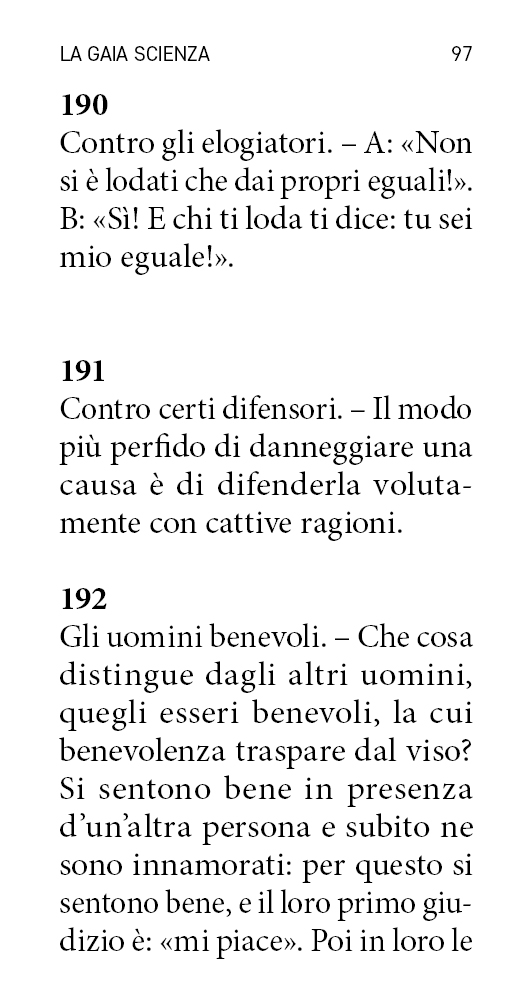 LA GAIA SCIENZA 97
190
Contro gli elogiatori. – A: «Non
si è lodati che dai propri eguali!».
B: «Sì! E chi ti loda ti dice: tu sei
mio eguale!».
191
Contro certi difensori. – Il modo
più perfido di danneggiare una
causa è di difenderla voluta-
mente con cattive ragioni.
192
Gli uomini benevoli. – Che cosa
distingue dagli altri uomini,
quegli esseri benevoli, la cui
benevolenza traspare dal viso?
Si sentono bene in presenza
d’un’altra persona e subito ne
sono innamorati: per questo si
sentono bene, e il loro primo giu-
dizio è: «mi piace». Poi in loro le